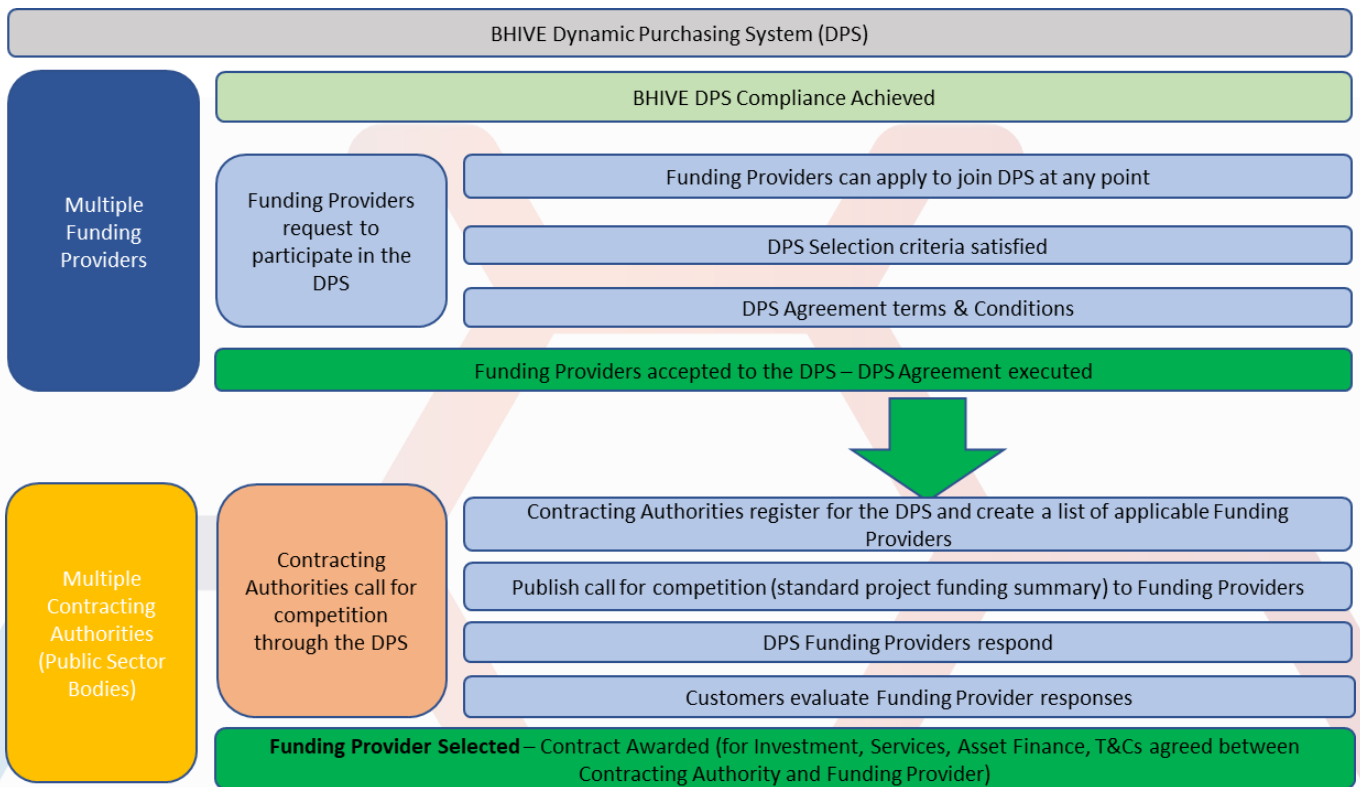 BHIVE Dynamic Purchasing System (DPS)
BHIVE DPS Compliance Achieved
Multiple
Funding
Providers
Funding Providers
request to
participate in the
DPS
Funding Providers can apply to join DPS at any point
DPS Selection criteria satisfied
DPS Agreement terms & Conditions
Funding Providers accepted to the DPS – DPS Agreement executed
Multiple
Contracting
Authorities
(Public Sector
Bodies)
Contracting
Authorities call for
competition
through the DPS
Contracting Authorities register for the DPS and create a list of applicable Funding
Providers
Publish call for competition (standard project funding summary) to Funding Providers
DPS Funding Providers respond
Customers evaluate Funding Provider responses
Funding Provider Selected – Contract Awarded (for Investment, Services, Asset Finance, T&Cs agreed between
Contracting Authority and Funding Provider)